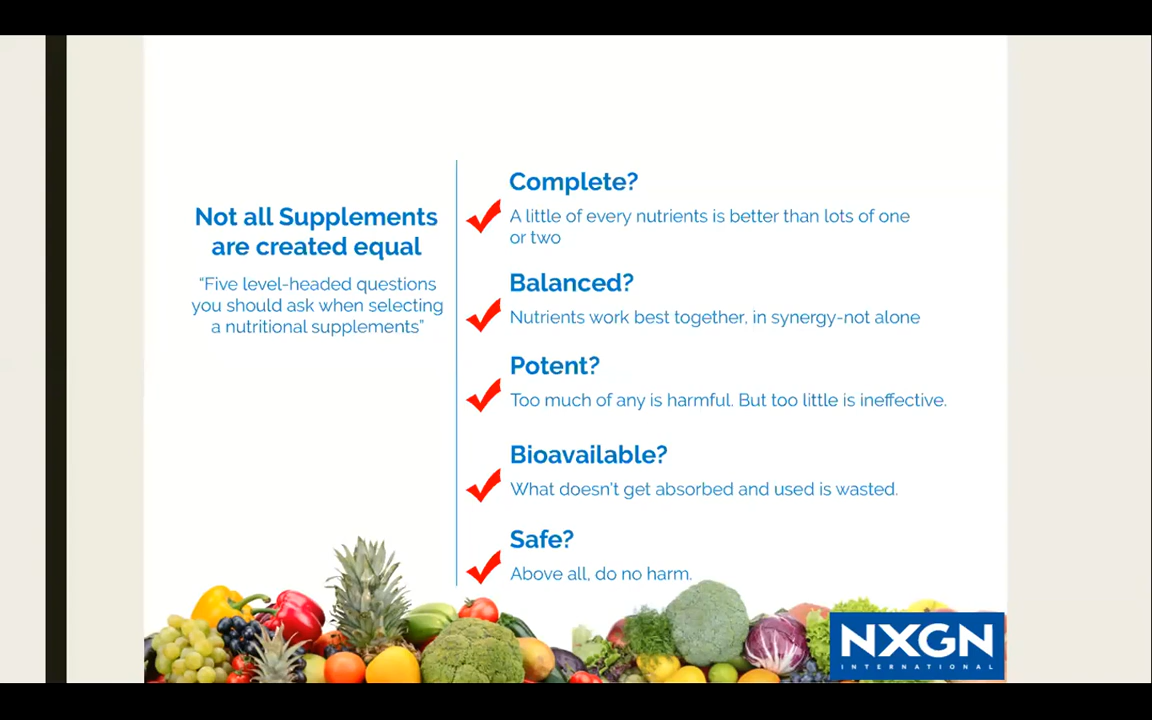 Not all Supplements
are created equal
“Five level-headed questions
you should ask when selecting
a nutritional supplements”
Complete?
A little of every nutrients is better than lots of one
or two
Balanced?
Nutrients work best together, in synergy-not alone
Potent?
Too much of any is harmful. But too little is ineffective.
Bioavailable?
What doesn't get absorbed and used is wasted.
Safe?
Above all, do no harm.
NXGN
INTERNATIONAL